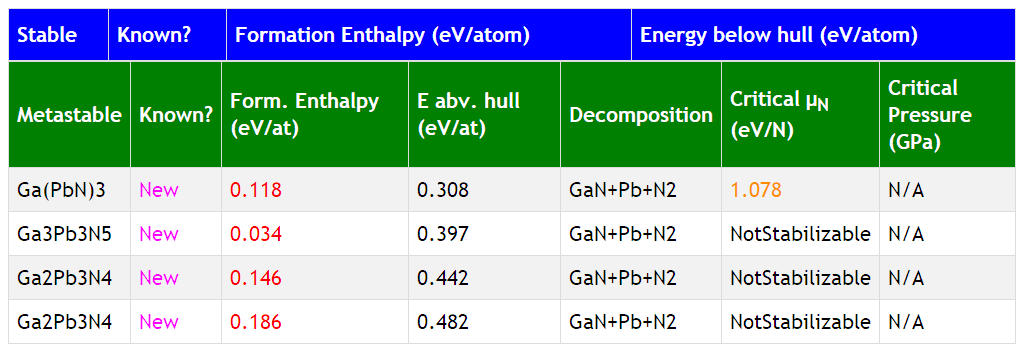 Stable Known? Formation Enthalpy (eV/atom) Energy below hull (eV/atom)
Metastable Known? Form. Enthalpy (eV/at) E abv. hull (eV/at) Decomposition Critical μN (eV/N) Critical Pressure (GPa)
Ga(PbN)3 New 0.118 0.308 GaN+Pb+N2 1.078 N/A
Ga3Pb3N5 New 0.034 0.397 GaN+Pb+N2 NotStabilizable N/A
Ga2Pb3N4 New 0.146 0.442 GaN+Pb+N2 NotStabilizable N/A
Ga2Pb3N4 New 0.186 0.482 GaN+Pb+N2 NotStabilizable N/A